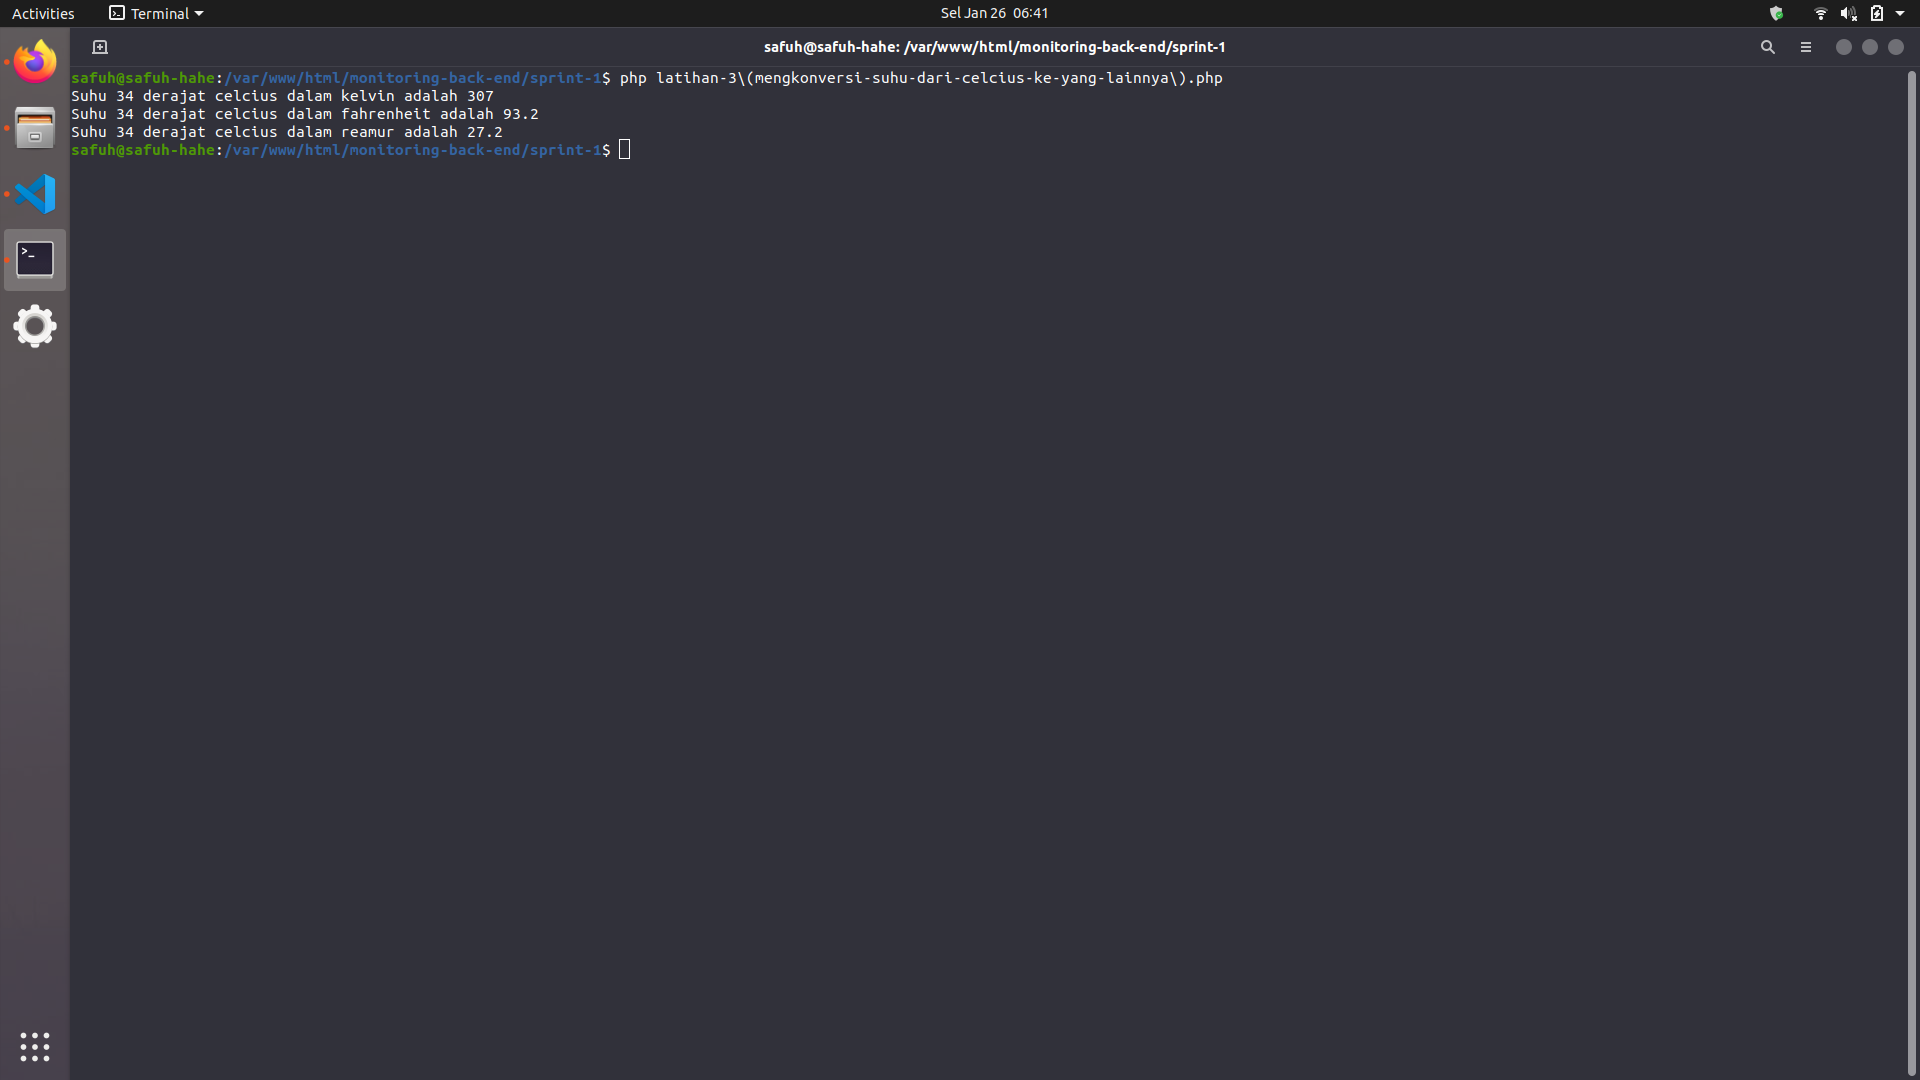 Activities
Terminal
Sel Jan 26 06:41
safuh@safuh-hahe: /var/www/html/monitoring-back-end/sprint-1
safuh@safuh-hahe:/var/www/html/monitoring-back-end/sprint-1$ php latihan-3\(mengkonversi-suhu-dari-celcius-ke-yang-lainnya\).php
Suhu 34 derajat celcius dalam kelvin adalah 307
Suhu 34 derajat celcius dalam fahrenheit adalah 93.2
Suhu 34 derajat celcius dalam reamur adalah 27.2
safuh@safuh-hahe:/var/www/html/monitoring-back-end/sprint-1$